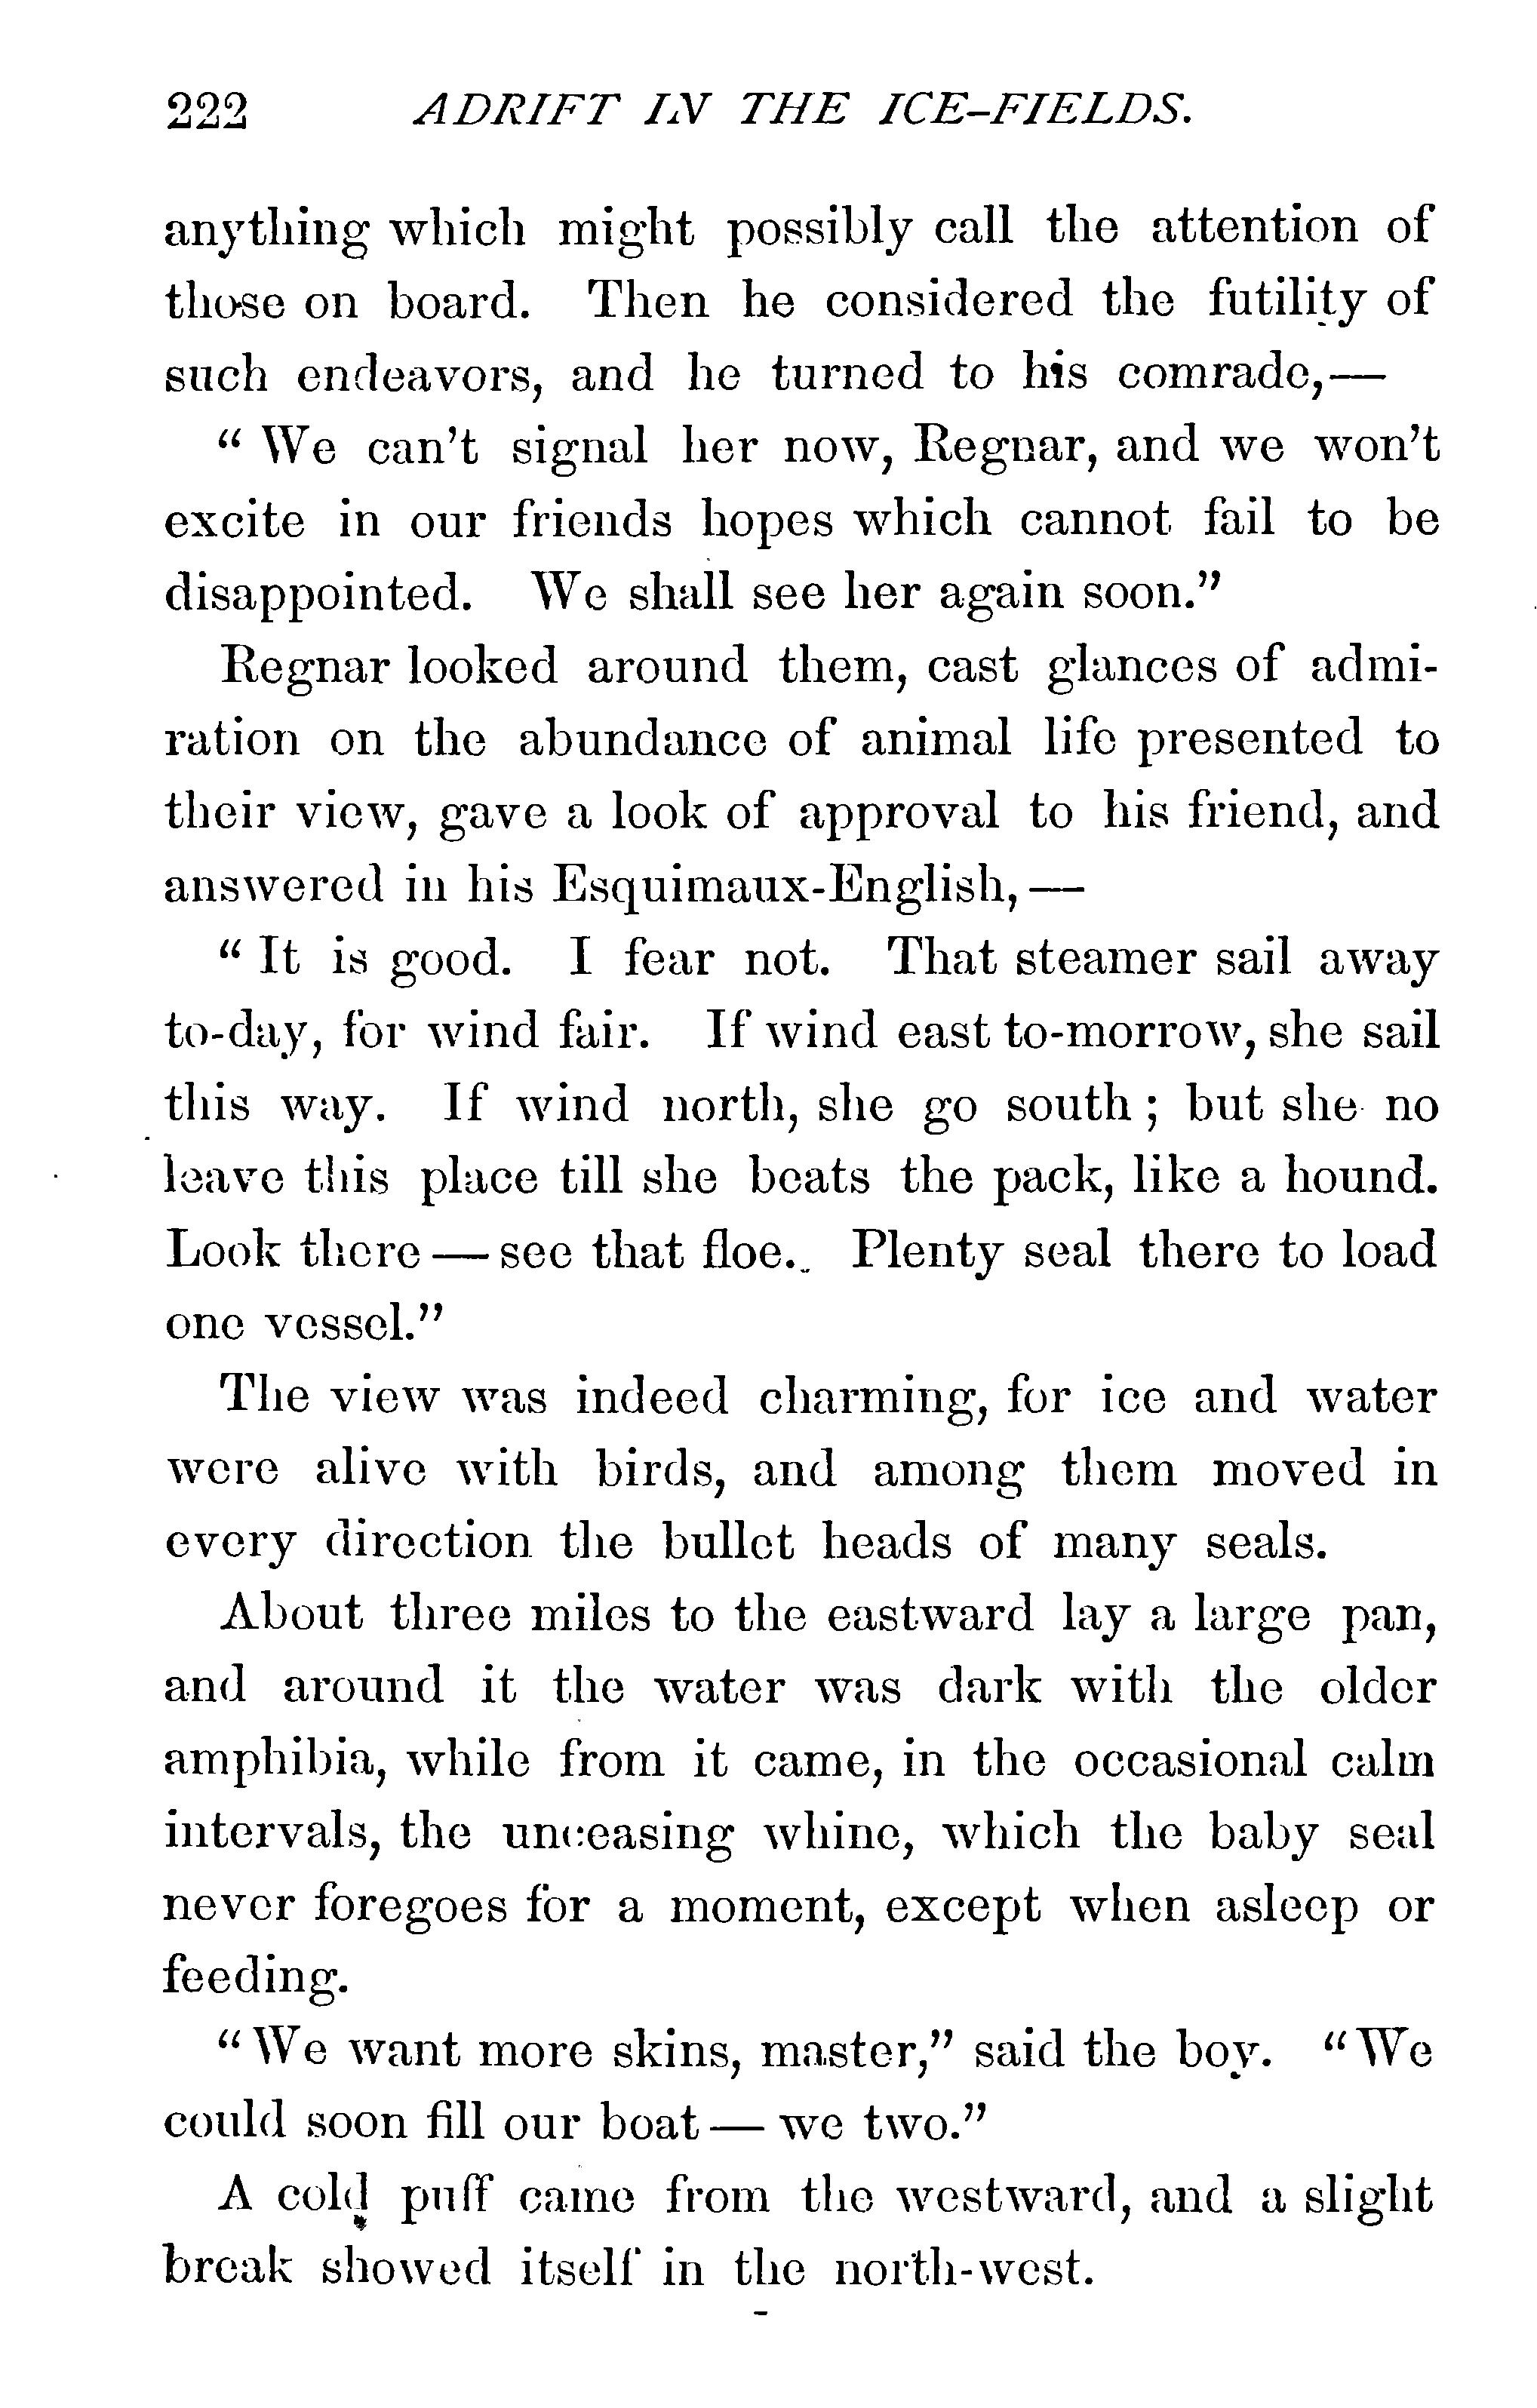 222 ADRIFT IN THE ICE-FIELDS.
anything which might possibly call the attention of
those on board. Then he considered the futility of
such endeavors, and he turned to his comrade,—
“ We can’t signal her now, Regnar, and we won’t
excite in our friends hopes which cannot fail to be
disappointed. We shall see her again soon.”
Regnar looked around them, cast glances of admi-
ration on the abundance of animal life presented to
their view, gave a look of approval to his friend, and
answered in his Esquimaux-English, —
“ It is good. I fear not. That steamer sail away
to-day, for wind fair. If wind east to-morrow, she sail
this way. If wind north, she go south ; but she no
leave this place till she beats the pack, like a hound.
Look there — see that floe. Plenty seal there to load
one vessel.”
The view was indeed charming, for ice and water
were alive with birds, and among them moved in
every direction the bullet heads of many seals.
About three miles to the eastward lay a large pan,
and around it the water was dark with the older
amphibia, while from it came, in the occasional calm
intervals, the unceasing whine, which the baby seal
never foregoes for a moment, except when asleep or
feeding.
“ We want more skins, master,” said the boy. “ We
could soon fill our boat — we two.”
A cold puff came from the westward, and a slight
break showed itself in the north-west.